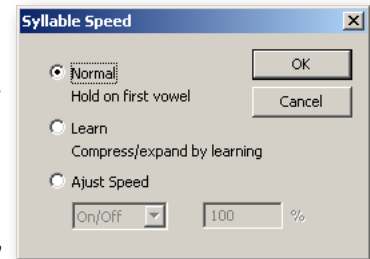 Syllable Speed
Normal
OK
Hold on first vowel
Cancel
Learn
Compress/expand by learning
Ajust Speed
On/Off 100 %